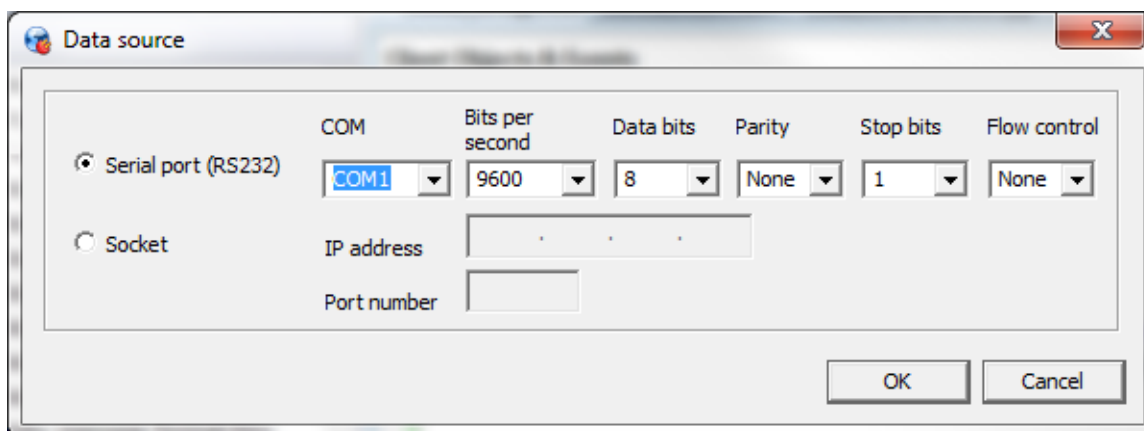 Data source
COM
Bits per
second
Data bits
Parity
Stop bits
Flow control
Serial port (RS232)
COM1
9600
8
None
1
None
Socket
IP address
. . .
Port number
OK
Cancel